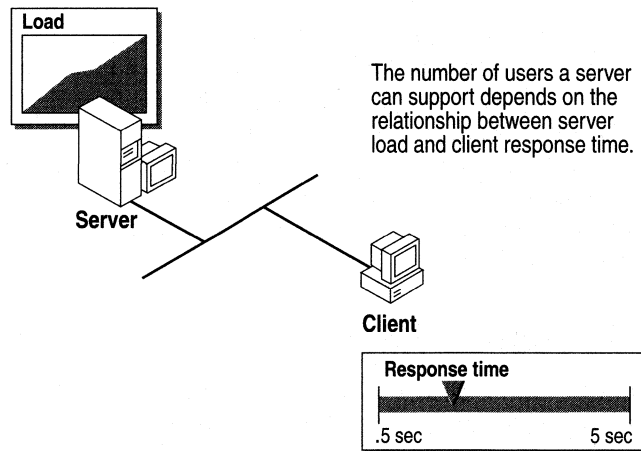 Load
The number of users a server
can support depends on the
relationship between server
load and client response time.
Server
Client
Response time
.5 sec
5 sec